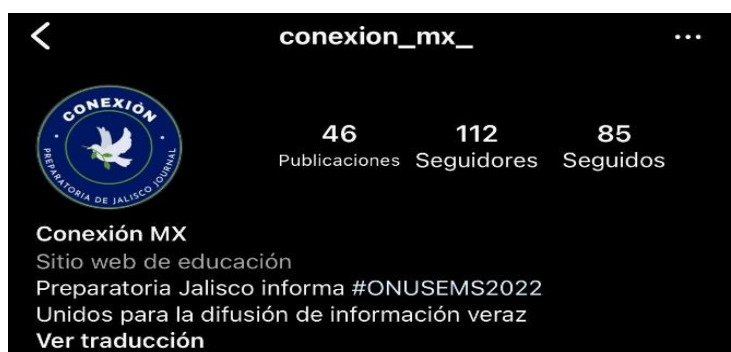 conexion_mx_
CONEXIÓN
PREPARATORIA DE JALISCO JOURNAL
46 112 85
Publicaciones Seguidores Seguidos
Conexión MX
Sitio web de educación
Preparatoria Jalisco informa #ONUSEMS2022
Unidos para la difusión de información veraz
Ver traducción